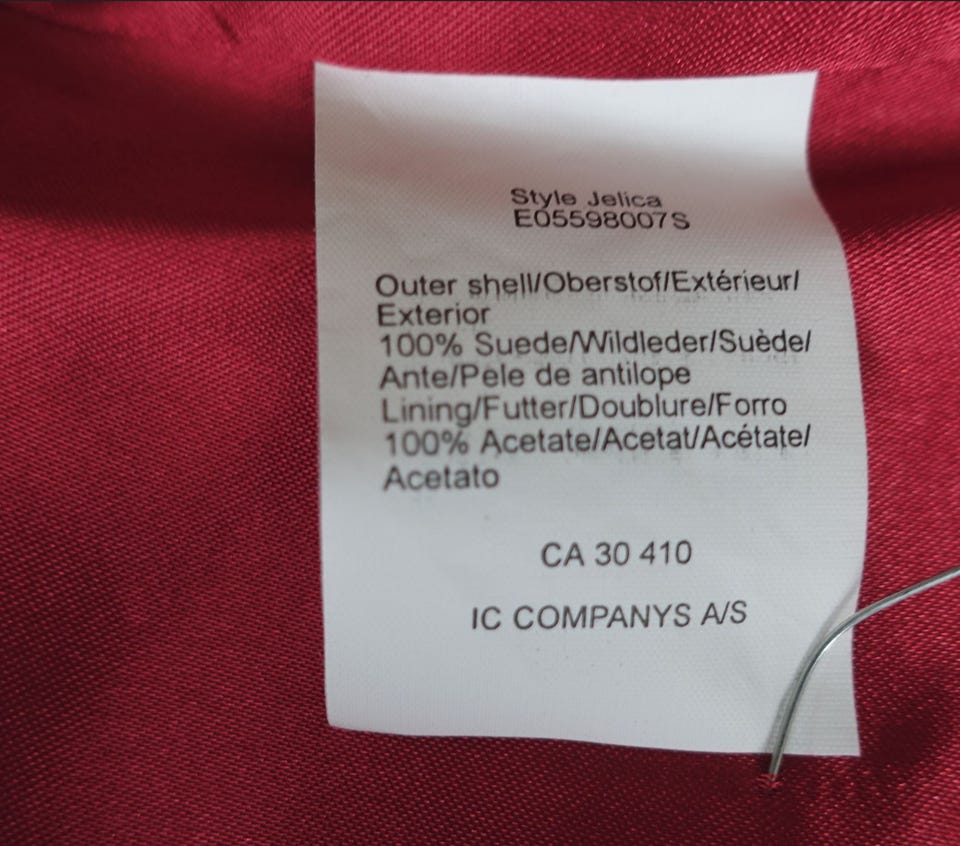 Style Jelica
E05598007S
Outer shell/Oberstof/Extérieur/
Exterior
100% Suede/Wildleder/Suède/
Ante/Pele de antilope
Lining/Futter/Doublure/Forro
100% Acetate/Acetat/Acétate/
Acetato
CA 30 410
IC COMPANYS A/S